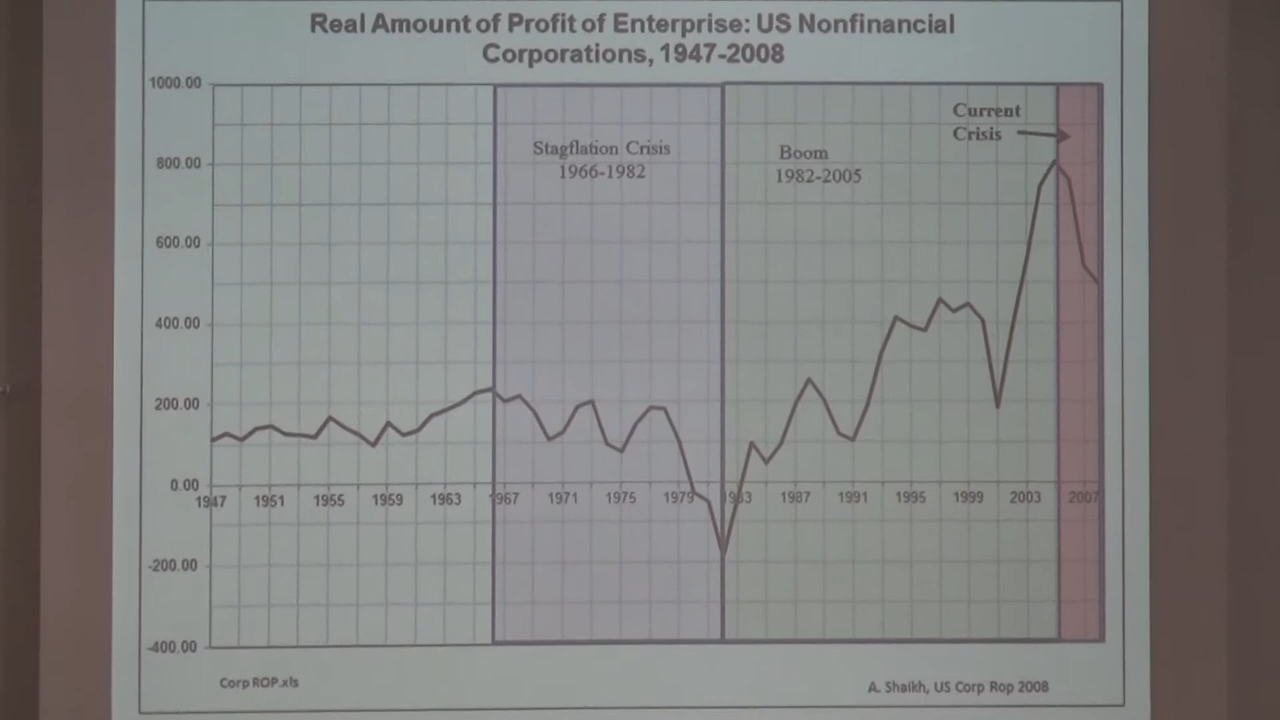 Real Amount of Profit of Enterprise: US Nonfinancial
Corporations, 1947-2008
1000.00
800.00
600.00
400.00
200.00
0.00
-200.00
-400.00
Stagflation Crisis
1966-1982
Boom
1982-2005
Current
Crisis
1947 1951 1955 1959 1963 1967 1971 1975 1979 1983 1987 1991 1995 1999 2003 2007
Corp ROP.xls
A. Shaikh, US Corp Rop 2008